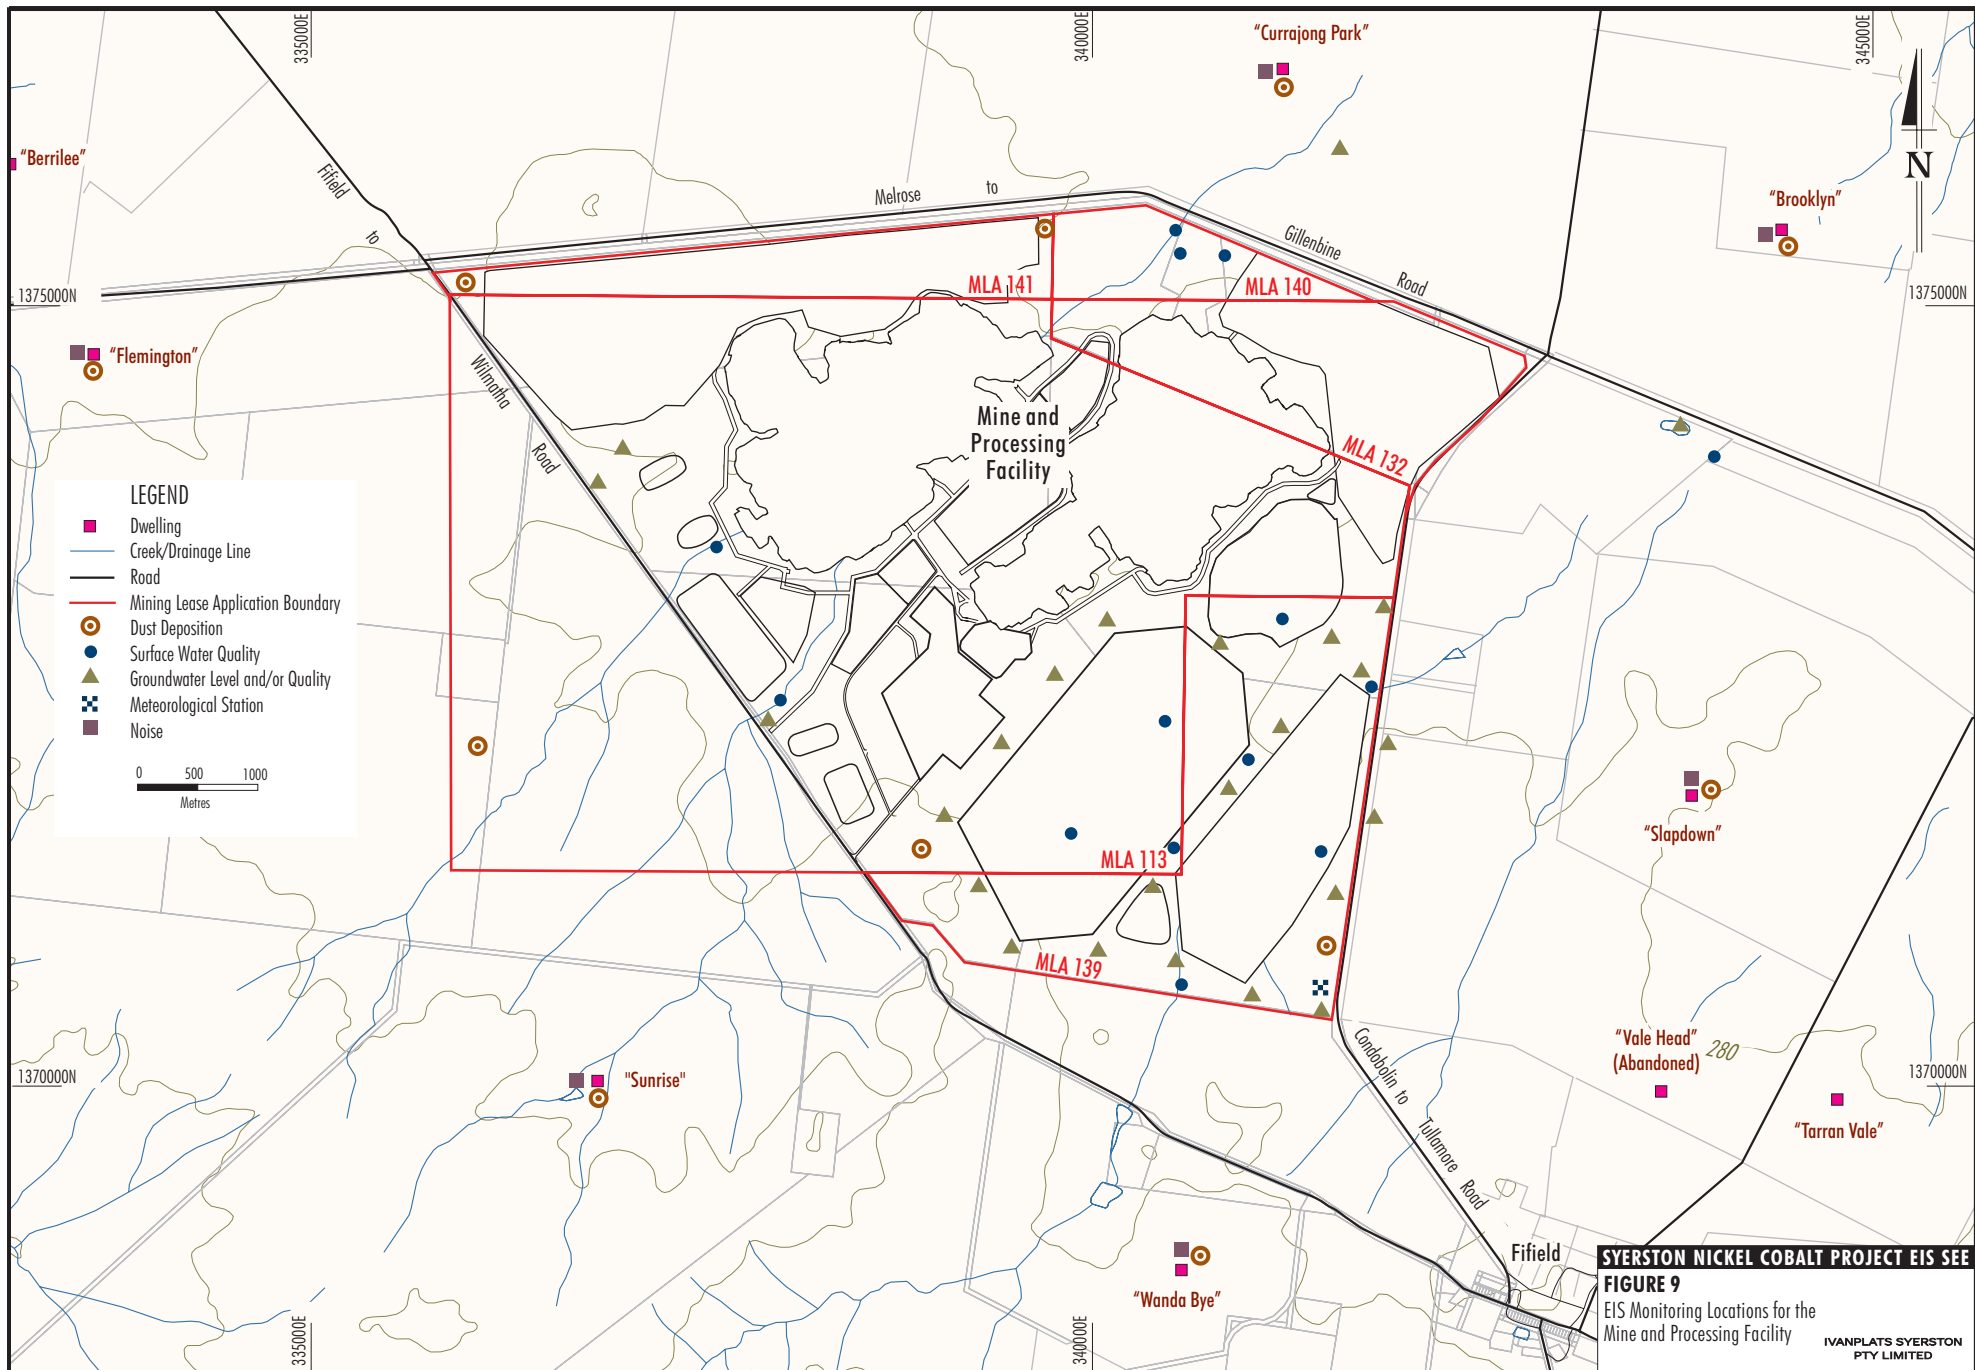 335000E
340000E
345000E
“Currajong Park”
“Berrilee”
Fifield
to
Melrose
to
N
“Brooklyn”
Gillenbine
Road
1375000N
MLA 141
MLA 140
1375000N
“Flemington”
Wilmatha
Road
Mine and
Processing
Facility
MLA 132
LEGEND
Dwelling
Creek/Drainage Line
Road
Mining Lease Application Boundary
Dust Deposition
Surface Water Quality
Groundwater Level and/or Quality
Meteorological Station
Noise
0 500 1000
Metres
“Slapdown”
MLA 113
MLA 139
"Sunrise"
1370000N
Condobolin to
Tullamore
Road
“Vale Head”
(Abandoned)
280
1370000N
“Tarran Vale”
“Wanda Bye”
Fifield
335000E
340000E
SYERSTON NICKEL COBALT PROJECT EIS SEE
FIGURE 9
EIS Monitoring Locations for the
Mine and Processing Facility
IVANPLATS SYERSTON
PTY LIMITED